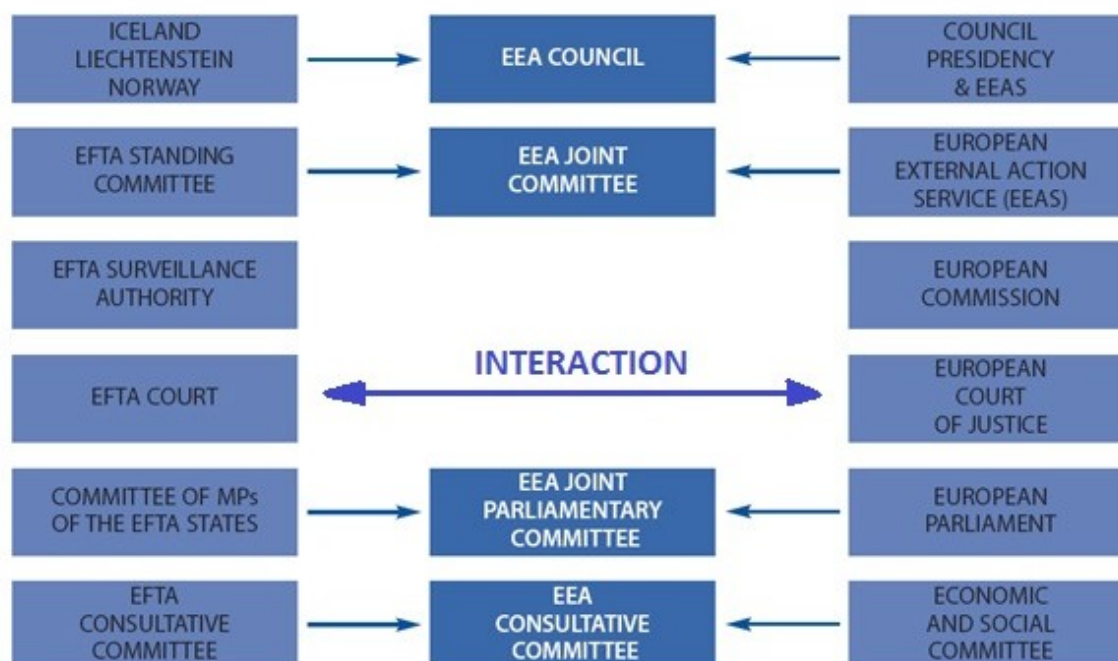 ICELAND
LIECHTENSTEIN
NORWAY
EEA COUNCIL
COUNCIL
PRESIDENCY
& EEAS
EFTA STANDING
COMMITTEE
EEA JOINT
COMMITTEE
EUROPEAN
EXTERNAL ACTION
SERVICE (EEAS)
EFTA SURVEILLANCE
AUTHORITY
EUROPEAN
COMMISSION
EFTA COURT
INTERACTION
EUROPEAN
COURT
OF JUSTICE
COMMITTEE OF MPs
OF THE EFTA STATES
EEA JOINT
PARLIAMENTARY
COMMITTEE
EUROPEAN
PARLIAMENT
EFTA
CONSULTATIVE
COMMITTEE
EEA
CONSULTATIVE
COMMITTEE
ECONOMIC
AND SOCIAL
COMMITTEE